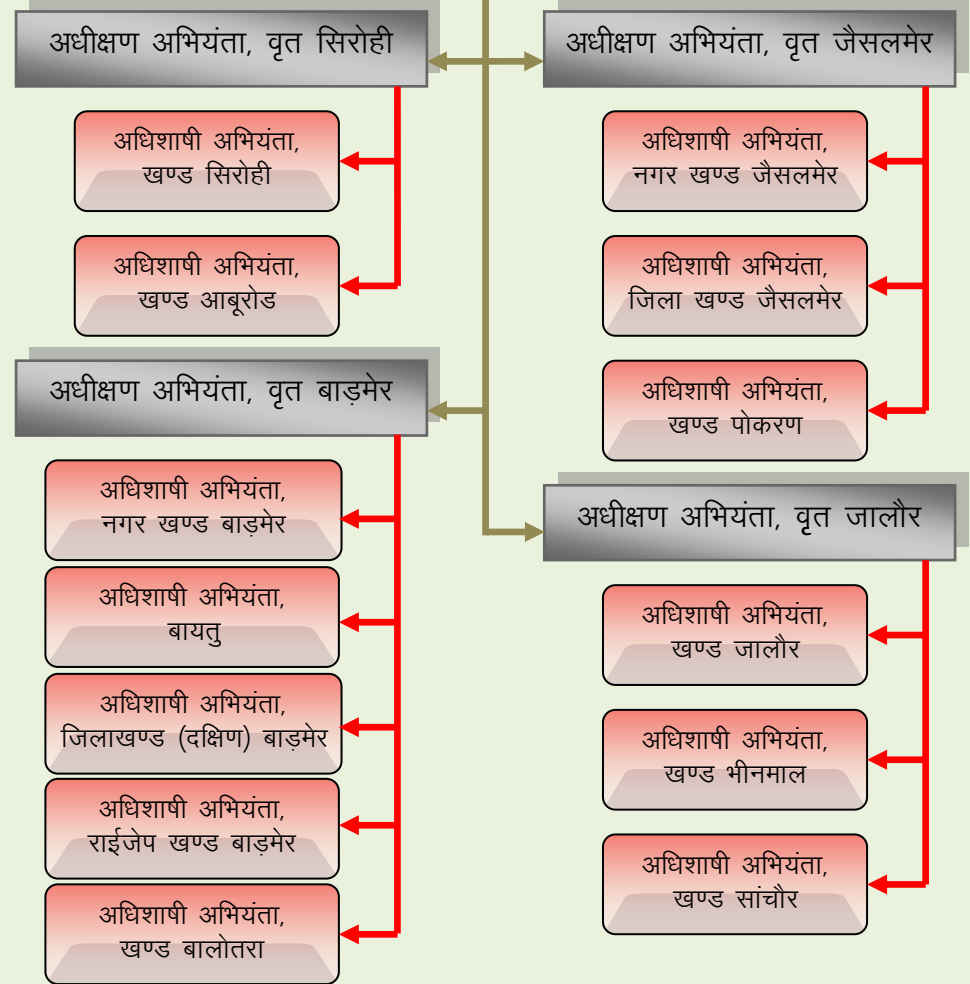 अधीक्षण अभियंता, वृत सिरोही
अधिशाषी अभियंता,
खण्ड सिरोही
अधिशाषी अभियंता,
खण्ड आबूरोड
अधीक्षण अभियंता, वृत बाड़मेर
अधिशाषी अभियंता,
नगर खण्ड बाड़मेर
अधिशाषी अभियंता,
बायतु
अधिशाषी अभियंता,
जिलाखण्ड (दक्षिण) बाड़मेर
अधिशाषी अभियंता,
राईजेप खण्ड बाड़मेर
अधिशाषी अभियंता,
खण्ड बालोतरा
अधीक्षण अभियंता, वृत जैसलमेर
अधिशाषी अभियंता,
नगर खण्ड जैसलमेर
अधिशाषी अभियंता,
जिला खण्ड जैसलमेर
अधिशाषी अभियंता,
खण्ड पोकरण
अधीक्षण अभियंता, वृत जालौर
अधिशाषी अभियंता,
खण्ड जालौर
अधिशाषी अभियंता,
खण्ड भीनमाल
अधिशाषी अभियंता,
खण्ड सांचौर